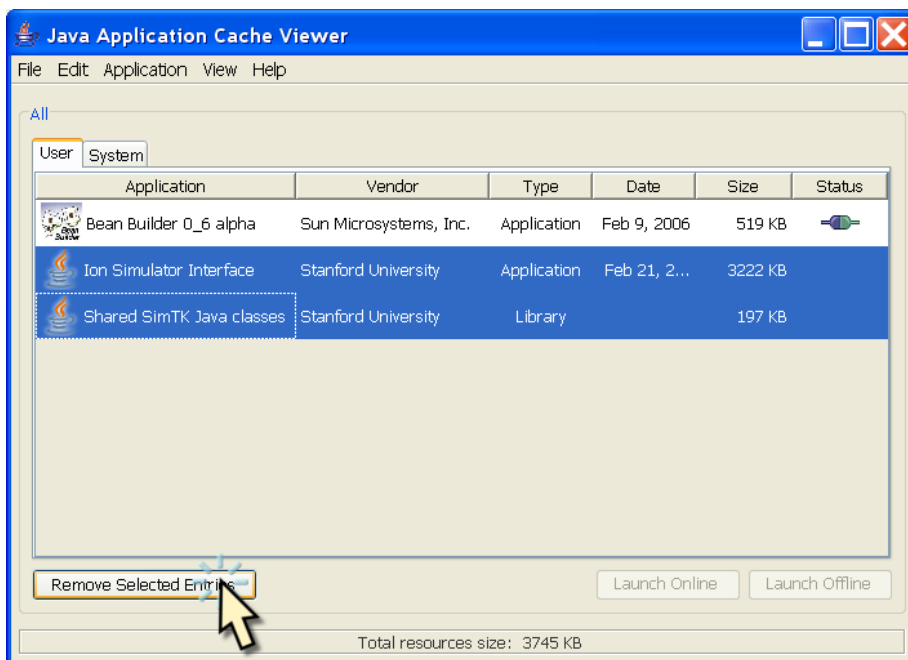 Java Application Cache Viewer
File Edit Application View Help
All
User System
Application Vendor Type Date Size Status
Bean Builder 0_6 alpha Sun Microsystems, Inc. Application Feb 9, 2006 519 KB
Ion Simulator Interface Stanford University Application Feb 21, 2... 3222 KB
Shared SimTK Java classes Stanford University Library 197 KB
Remove Selected Entries Launch Online Launch Offline
Total resources size: 3745 KB